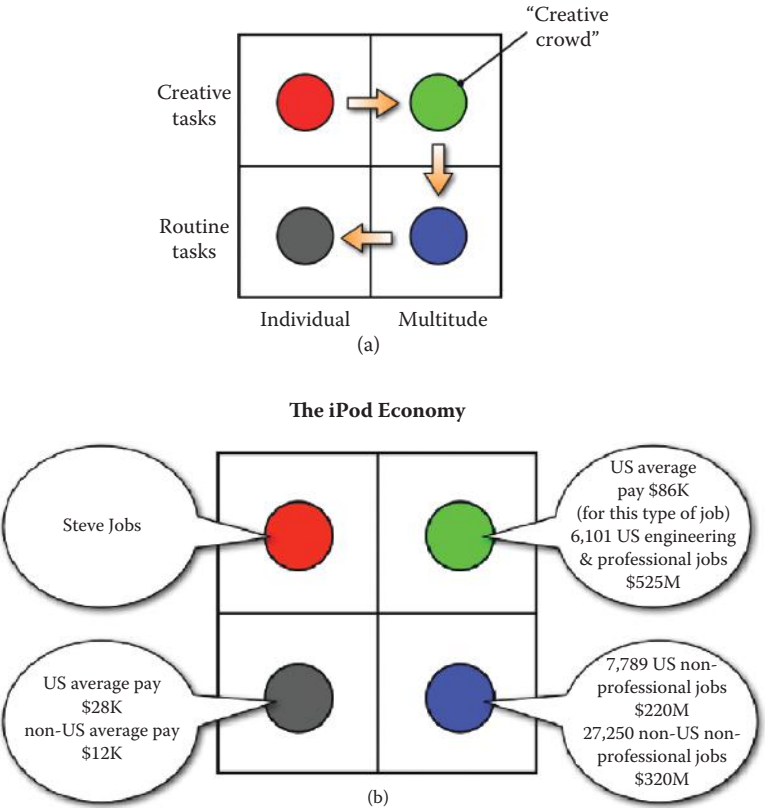 “Creative
crowd”
Creative
tasks
Routine
tasks
Individual
Multitude
(a)
The iPod Economy
Steve Jobs
US average
pay $86K
(for this type of job)
6,101 US engineering
& professional jobs
$525M
US average pay
$28K
non-US average pay
$12K
7,789 US non-
professional jobs
$220M
27,250 non-US non-
professional jobs
$320M
(b)